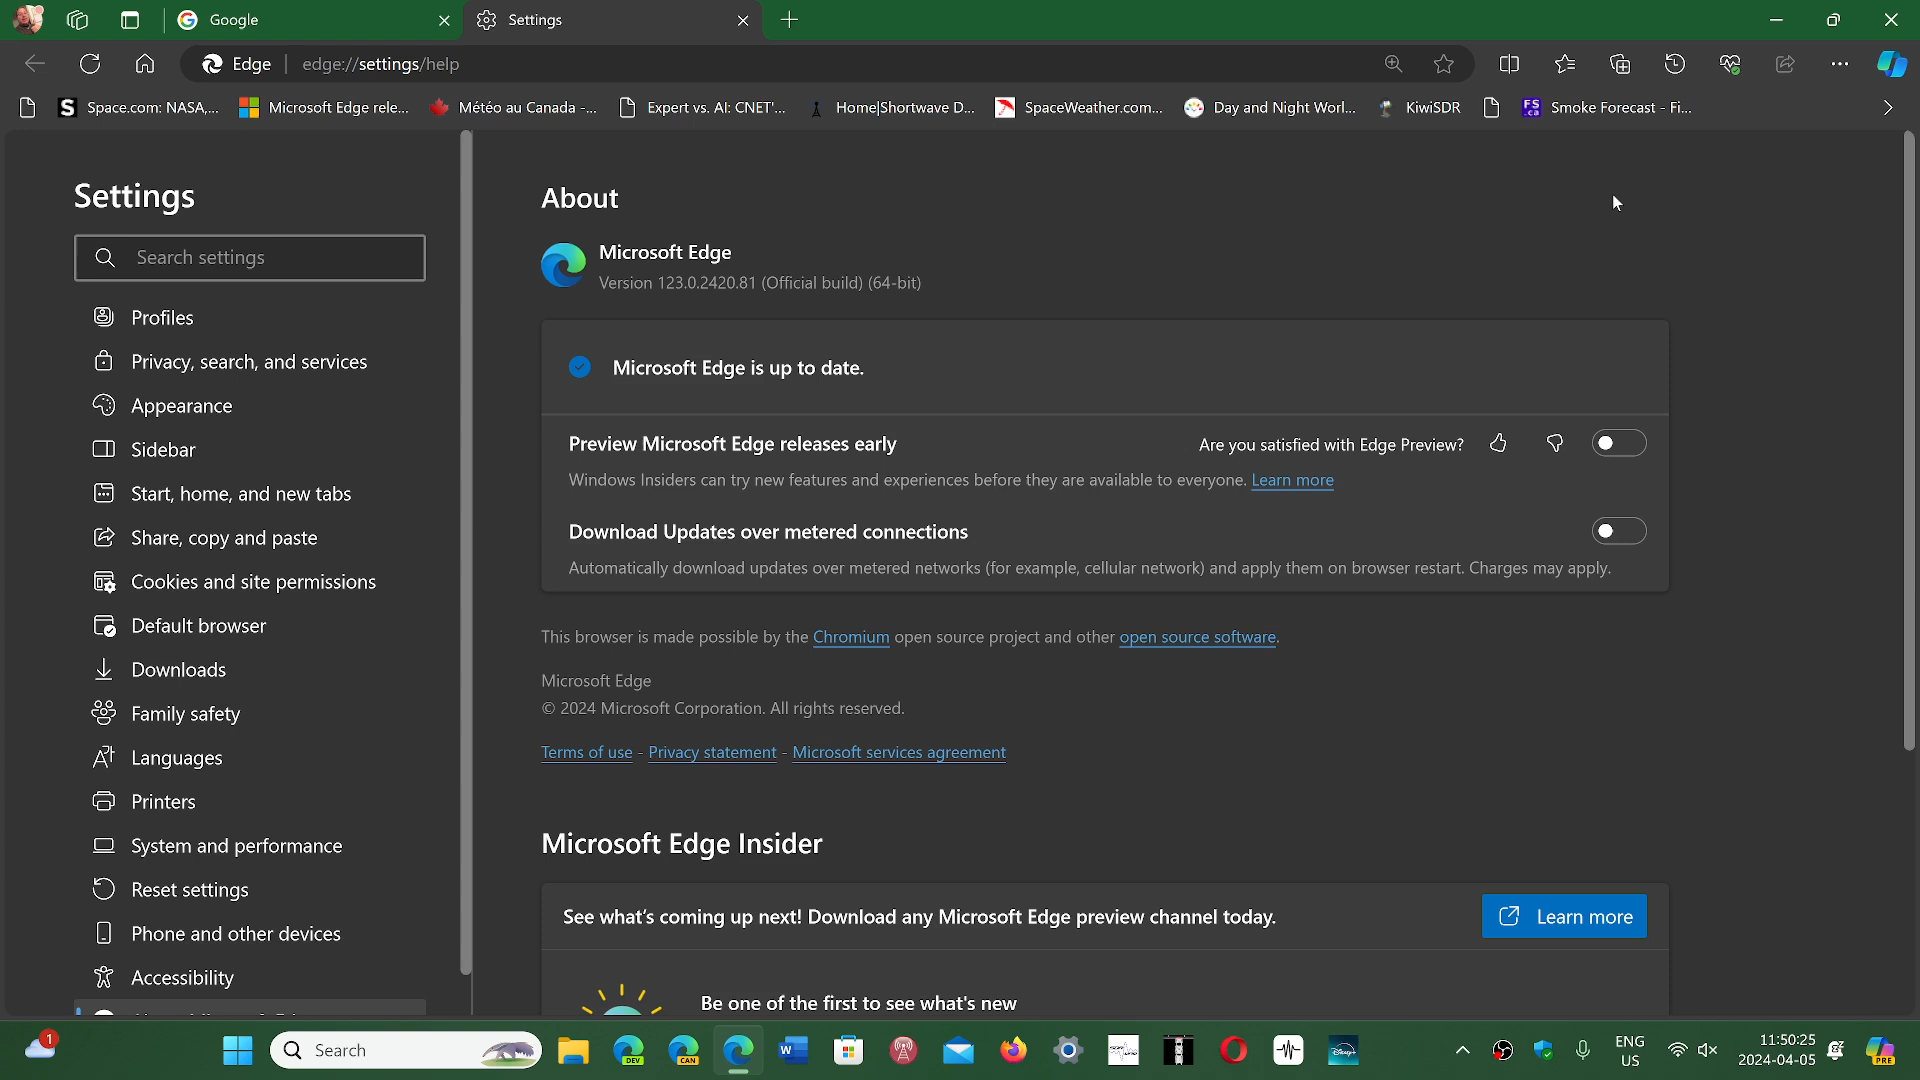 Google
Settings
Edge
edge://settings/help
Space.com: NASA,...
Microsoft Edge rele...
Météo au Canada -...
Expert vs. AI: CNET'...
Home|Shortwave D...
SpaceWeather.com...
Day and Night Worl...
KiwiSDR
FS.ca
Smoke Forecast - Fi...
Settings
Search settings
Profiles
Privacy, search, and services
Appearance
Sidebar
Start, home, and new tabs
Share, copy and paste
Cookies and site permissions
Default browser
Downloads
Family safety
Languages
Printers
System and performance
Reset settings
Phone and other devices
Accessibility
About
Microsoft Edge
Version 123.0.2420.81 (Official build) (64-bit)
Microsoft Edge is up to date.
Preview Microsoft Edge releases early
Are you satisfied with Edge Preview?
Windows Insiders can try new features and experiences before they are available to everyone. Learn more
Download Updates over metered connections
Automatically download updates over metered networks (for example, cellular network) and apply them on browser restart. Charges may apply.
This browser is made possible by the Chromium open source project and other open source software.
Microsoft Edge
© 2024 Microsoft Corporation. All rights reserved.
Terms of use - Privacy statement - Microsoft services agreement
Microsoft Edge Insider
See what's coming up next! Download any Microsoft Edge preview channel today.
Learn more
Be one of the first to see what's new
1
Search
DEV
CAN
W
Disney+
ENG
US
11:50:25
2024-04-05
PRE